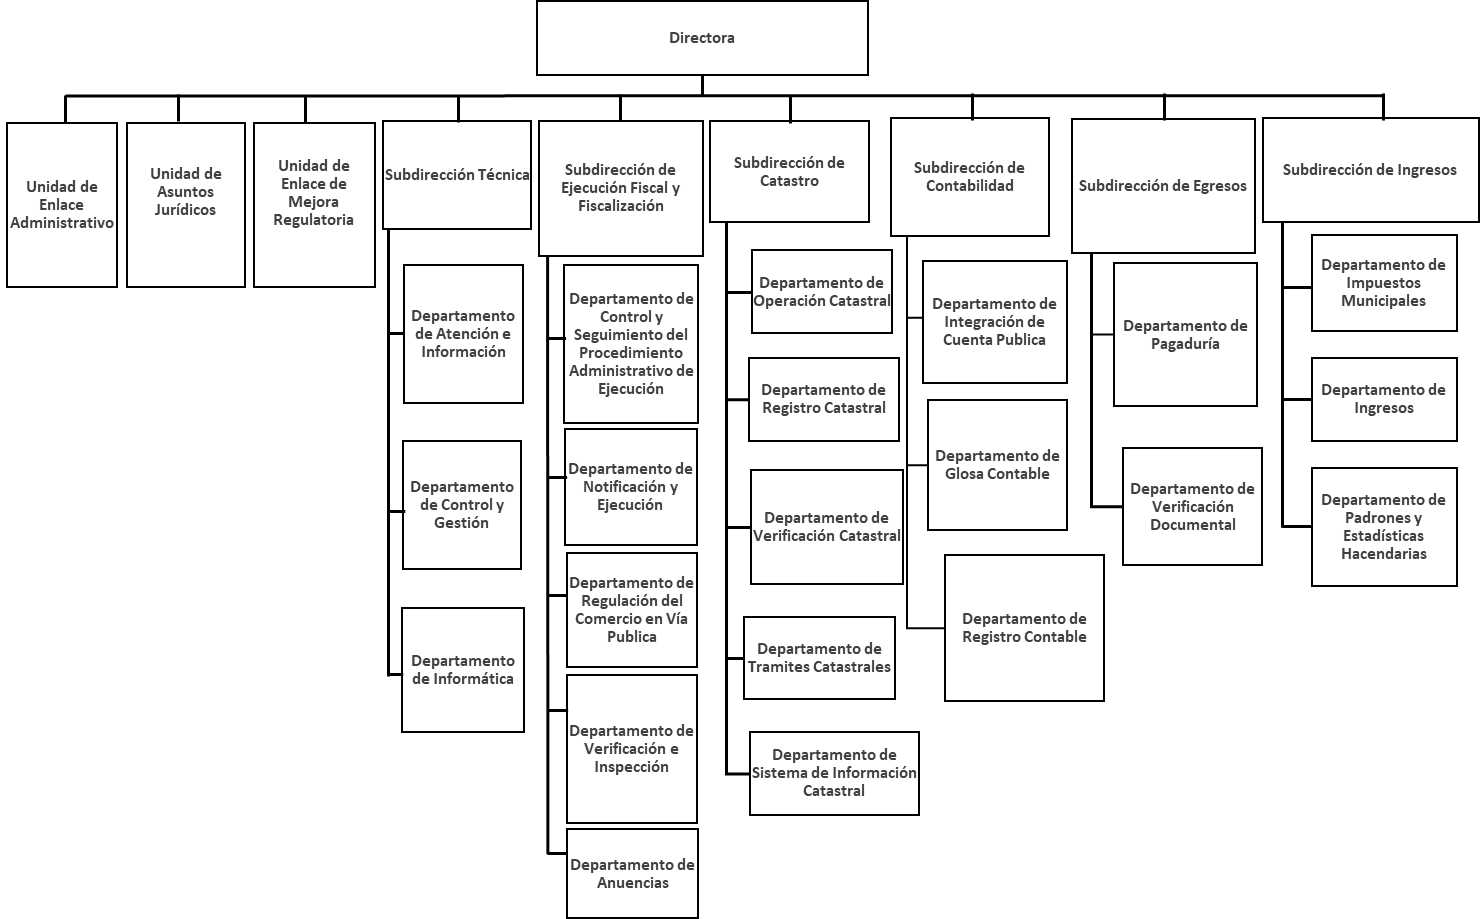 Directora
Unidad de
Enlace
Administrativo
Unidad de
Asuntos
Jurídicos
Unidad de
Enlace de
Mejora
Regulatoria
Subdirección Técnica
Departamento
de Atención e
Información
Departamento
de Control y
Gestión
Departamento
de Informática
Subdirección de
Ejecución Fiscal y
Fiscalización
Departamento de
Control y
Seguimiento del
Procedimiento
Administrativo de
Ejecución
Departamento de
Notificación y
Ejecución
Departamento de
Regulación del
Comercio en Vía
Publica
Departamento de
Verificación e
Inspección
Departamento de
Anuencias
Subdirección de
Catastro
Departamento de
Operación Catastral
Departamento de
Registro Catastral
Departamento de
Verificación Catastral
Departamento de
Tramites Catastrales
Departamento de
Sistema de Información
Catastral
Subdirección de
Contabilidad
Departamento de
Integración de
Cuenta Publica
Departamento de
Glosa Contable
Departamento de
Registro Contable
Subdirección de Egresos
Departamento de
Pagaduría
Departamento de
Verificación
Documental
Subdirección de Ingresos
Departamento de
Impuestos
Municipales
Departamento de
Ingresos
Departamento de
Padrones y
Estadísticas
Hacendarias